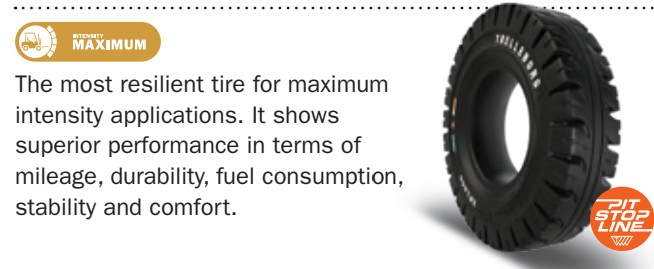 INTENSITY
MAXIMUM
The most resilient tire for maximum
intensity applications. It shows
superior performance in terms of
mileage, durability, fuel consumption,
stability and comfort.
TRELLEBORG
PIT
STOP
LINE